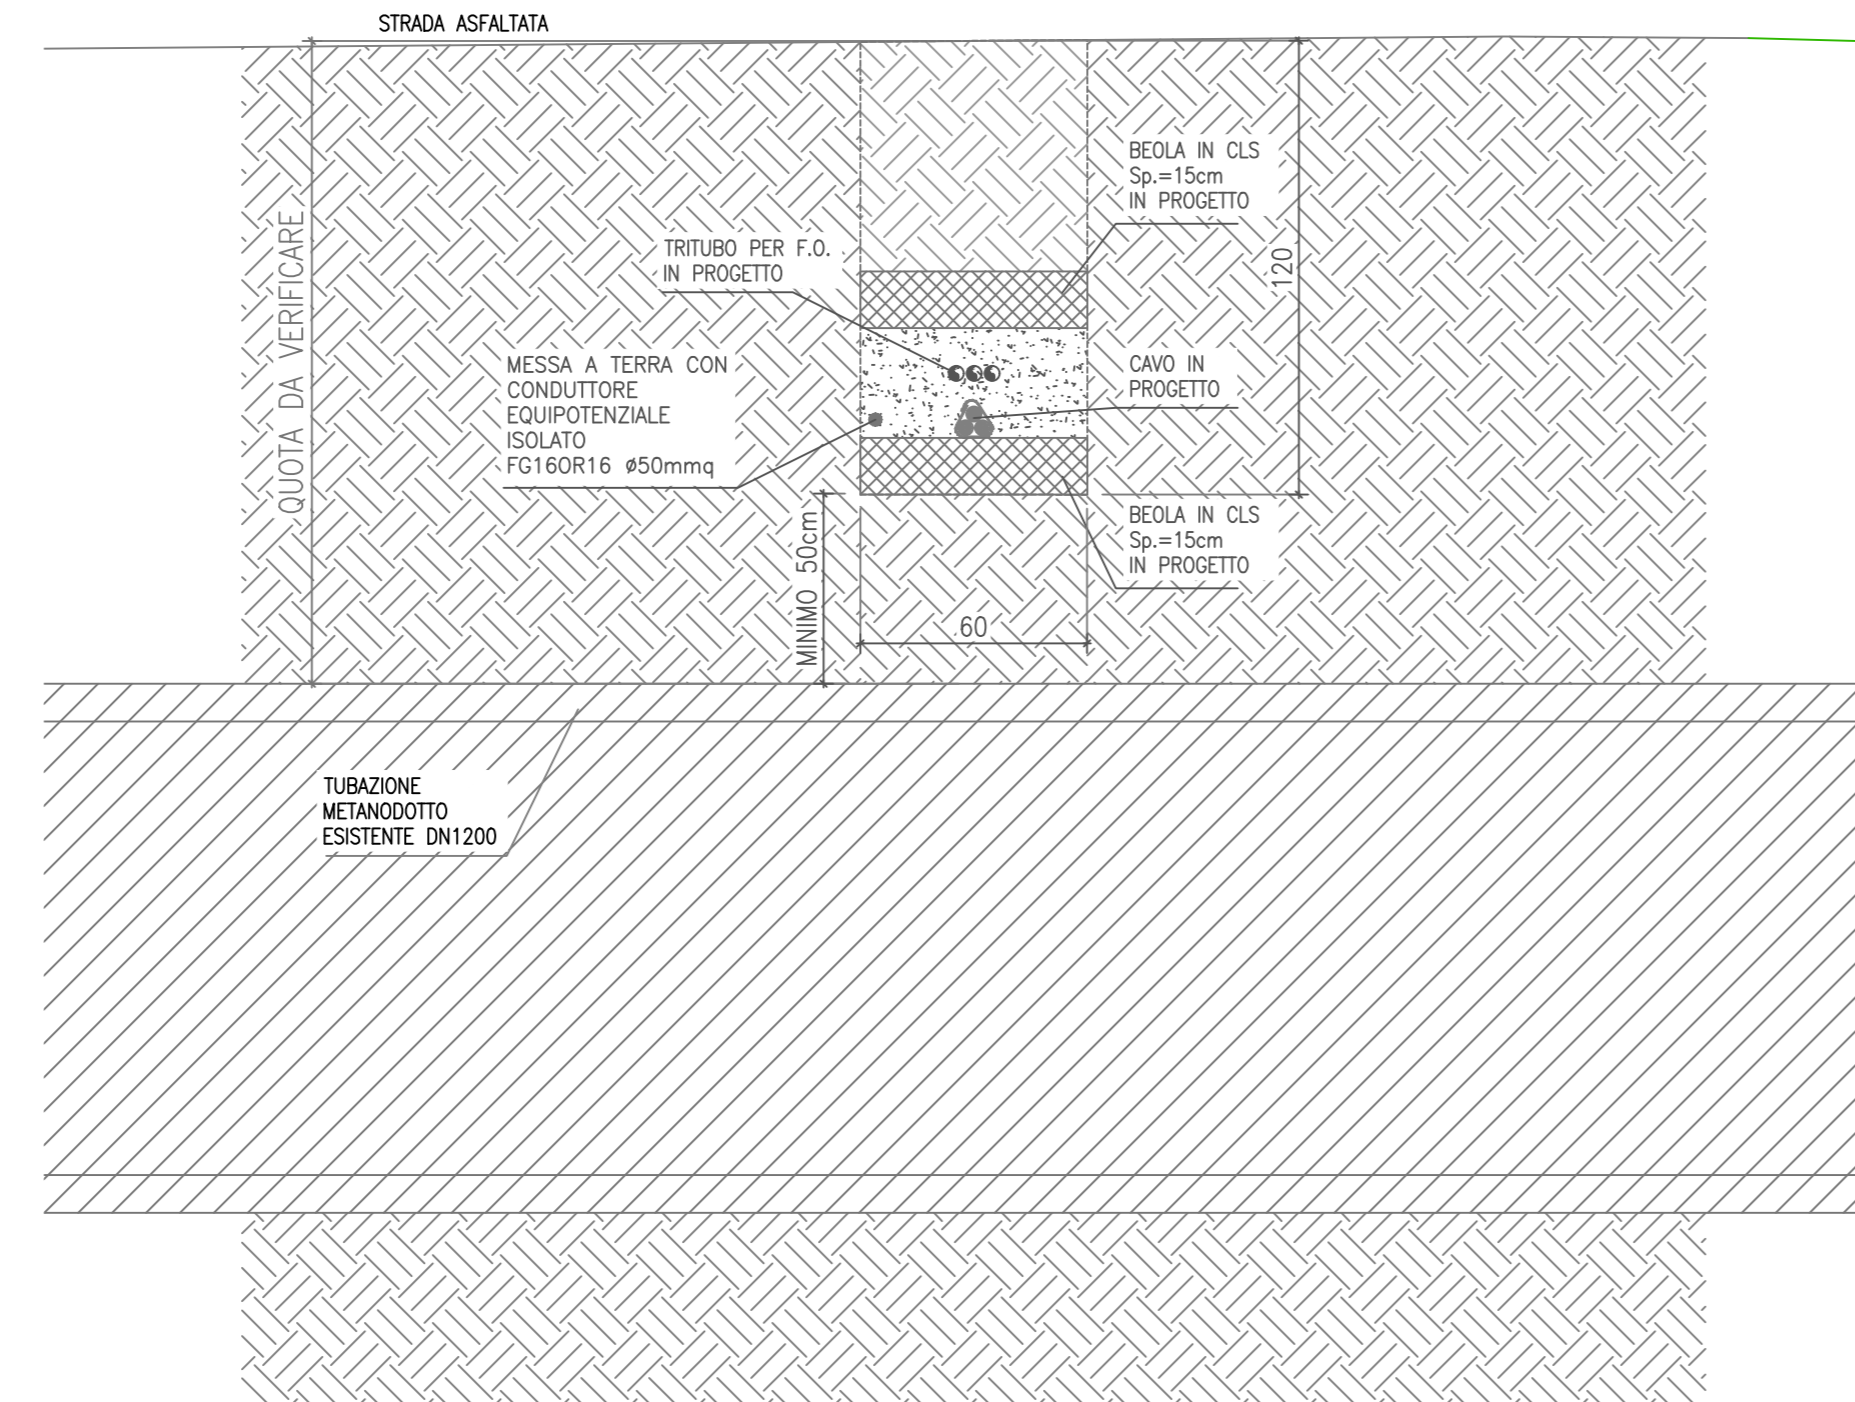 STRADA ASFALTATA
BEOLA IN CLS
Sp.=15cm
IN PROGETTO
TRITUBO PER F.O.
IN PROGETTO
120
QUOTA DA VERIFICARE
MESSA A TERRA CON
CONDUTTORE
EQUIPOTENZIALE
ISOLATO
FG16OR16 ø50mmq
CAVO IN
PROGETTO
BEOLA IN CLS
Sp.=15cm
IN PROGETTO
MINIMO 50cm
60
TUBAZIONE
METANODOTTO
ESISTENTE DN1200